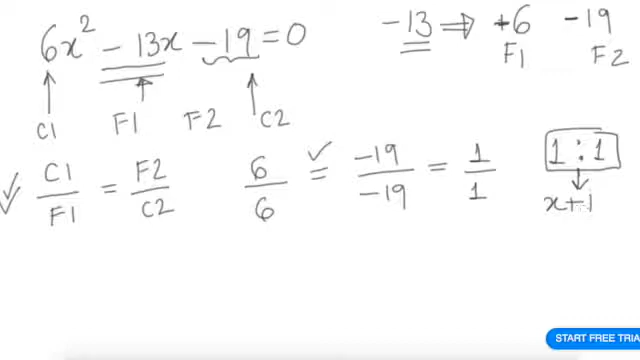 6x² - 13x - 19 = 0
-13 ⇒ +6 -19
F1 F2
C1 F1 F2 C2
✓ C1/F1 = F2/C2 6/6 ✓= -19/-19 = 1/1 1:1
x+1
START FREE TRIA